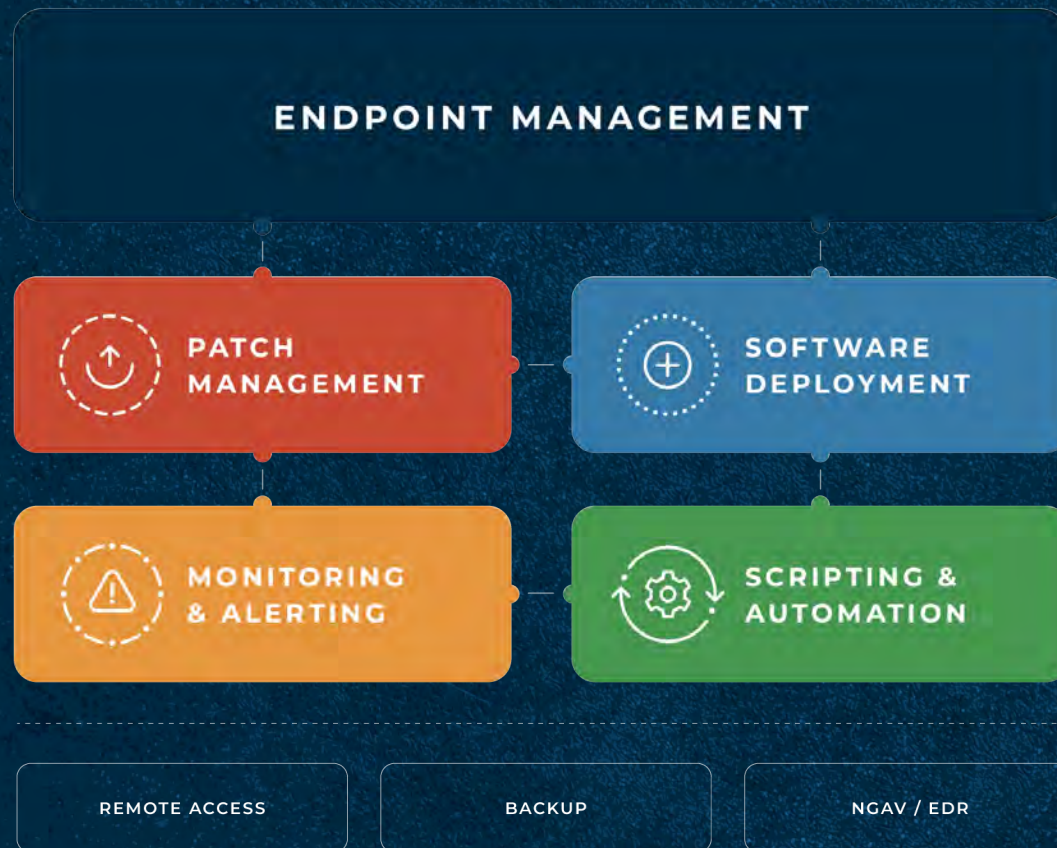 ENDPOINT MANAGEMENT
PATCH
MANAGEMENT
SOFTWARE
DEPLOYMENT
MONITORING
& ALERTING
SCRIPTING &
AUTOMATION
REMOTE ACCESS
BACKUP
NGAV / EDR